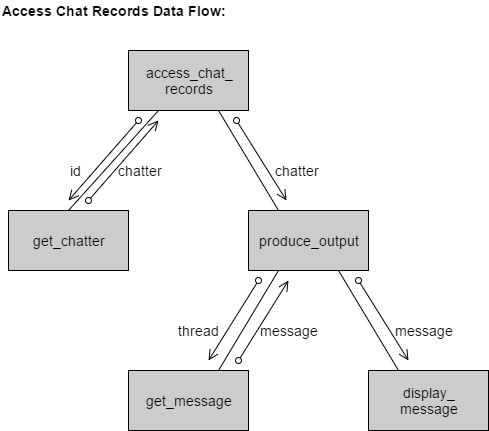 Access Chat Records Data Flow:
access_chat_
records
id
chatter
chatter
get_chatter
produce_output
thread
message
message
get_message
display_
message